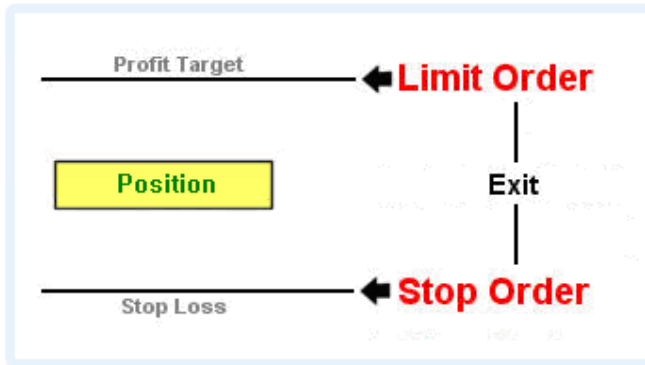 Profit Target
Limit Order
Position
Exit
Stop Order
Stop Loss